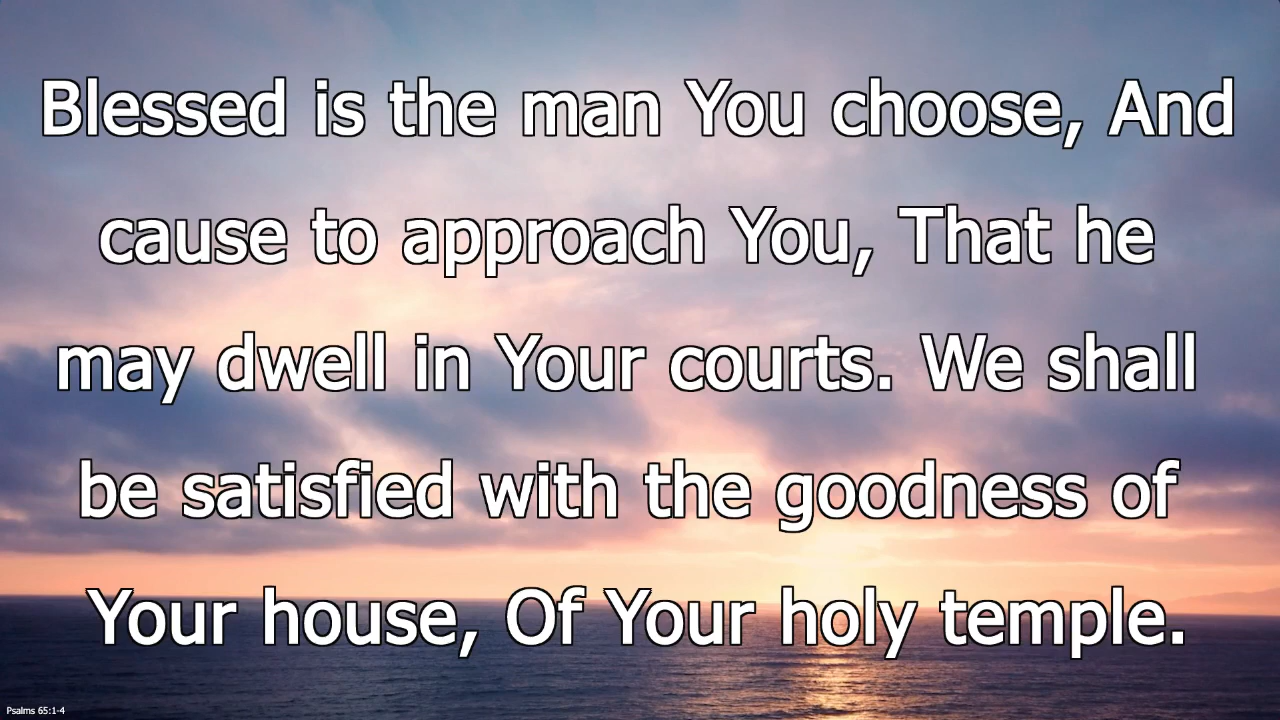 Blessed is the man You choose, And
cause to approach You, That he
may dwell in Your courts. We shall
be satisfied with the goodness of
Your house, Of Your holy temple.
Psalms 65:1-4